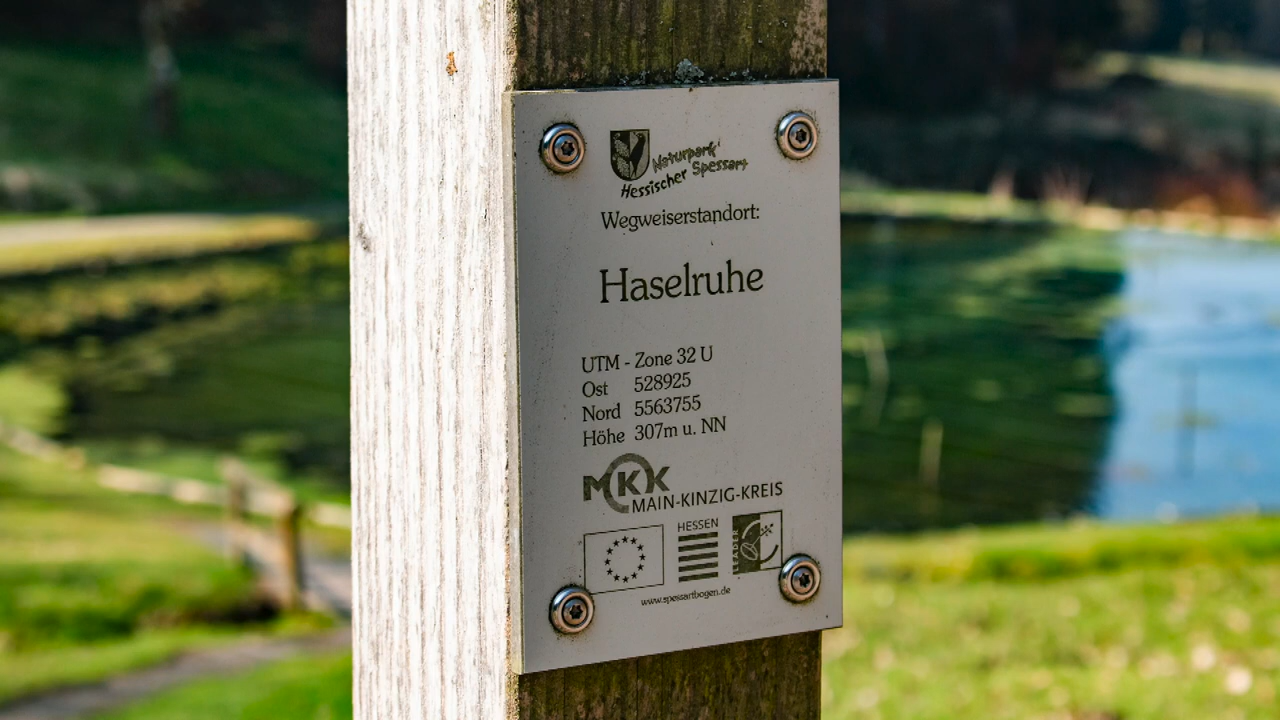 Naturpark
Hessischer Spessart
Wegweiserstandort:
Haselruhe
UTM - Zone 32 U
Ost 528925
Nord 5563755
Höhe 307m u. NN
MKK
MAIN-KINZIG-KREIS
HESSEN
LEADER
www.spessartbogen.de